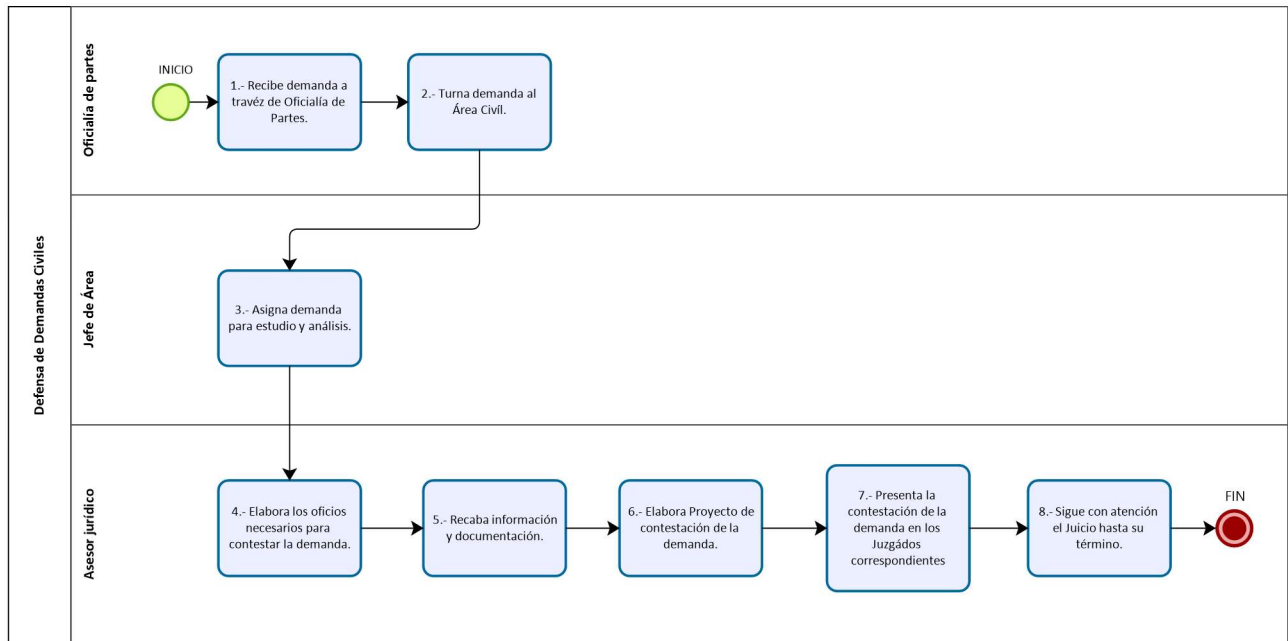 Defensa de Demandas Civiles
Oficialía de partes
INICIO
1.- Recibe demanda a
travéz de Oficialía de
Partes.
2.- Turna demanda al
Área Civíl.
Jefe de Área
3.- Asigna demanda
para estudio y análisis.
Asesor jurídico
4.- Elabora los oficios
necesarios para
contestar la demanda.
5.- Recaba información
y documentación.
6.- Elabora Proyecto de
contestación de la
demanda.
7.- Presenta la
contestación de la
demanda en los
Juzgádos
correspondientes
8.- Sigue con atención
el Juicio hasta su
término.
FIN